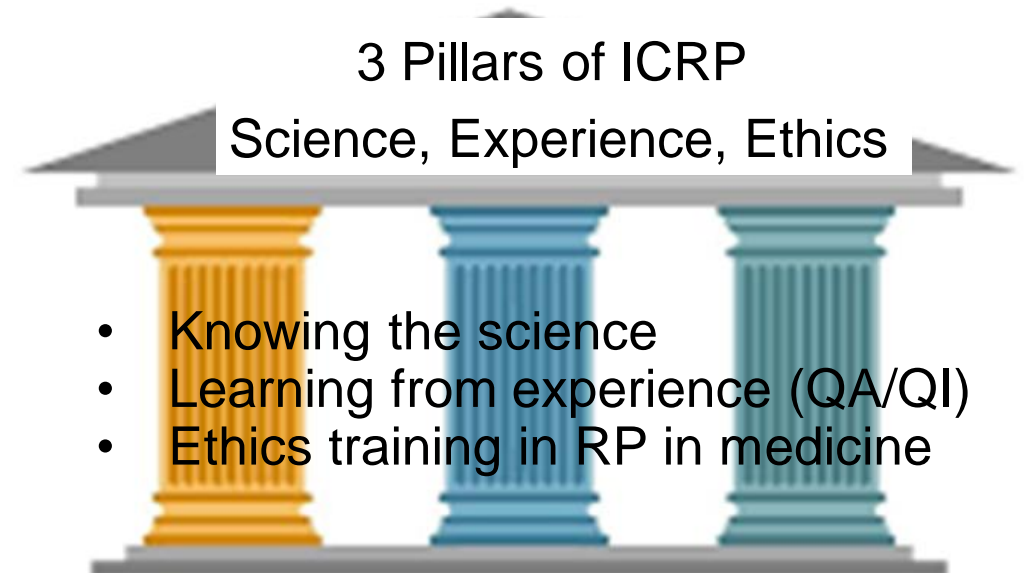 3 Pillars of ICRP
Science, Experience, Ethics
• Knowing the science
• Learning from experience (QA/QI)
• Ethics training in RP in medicine